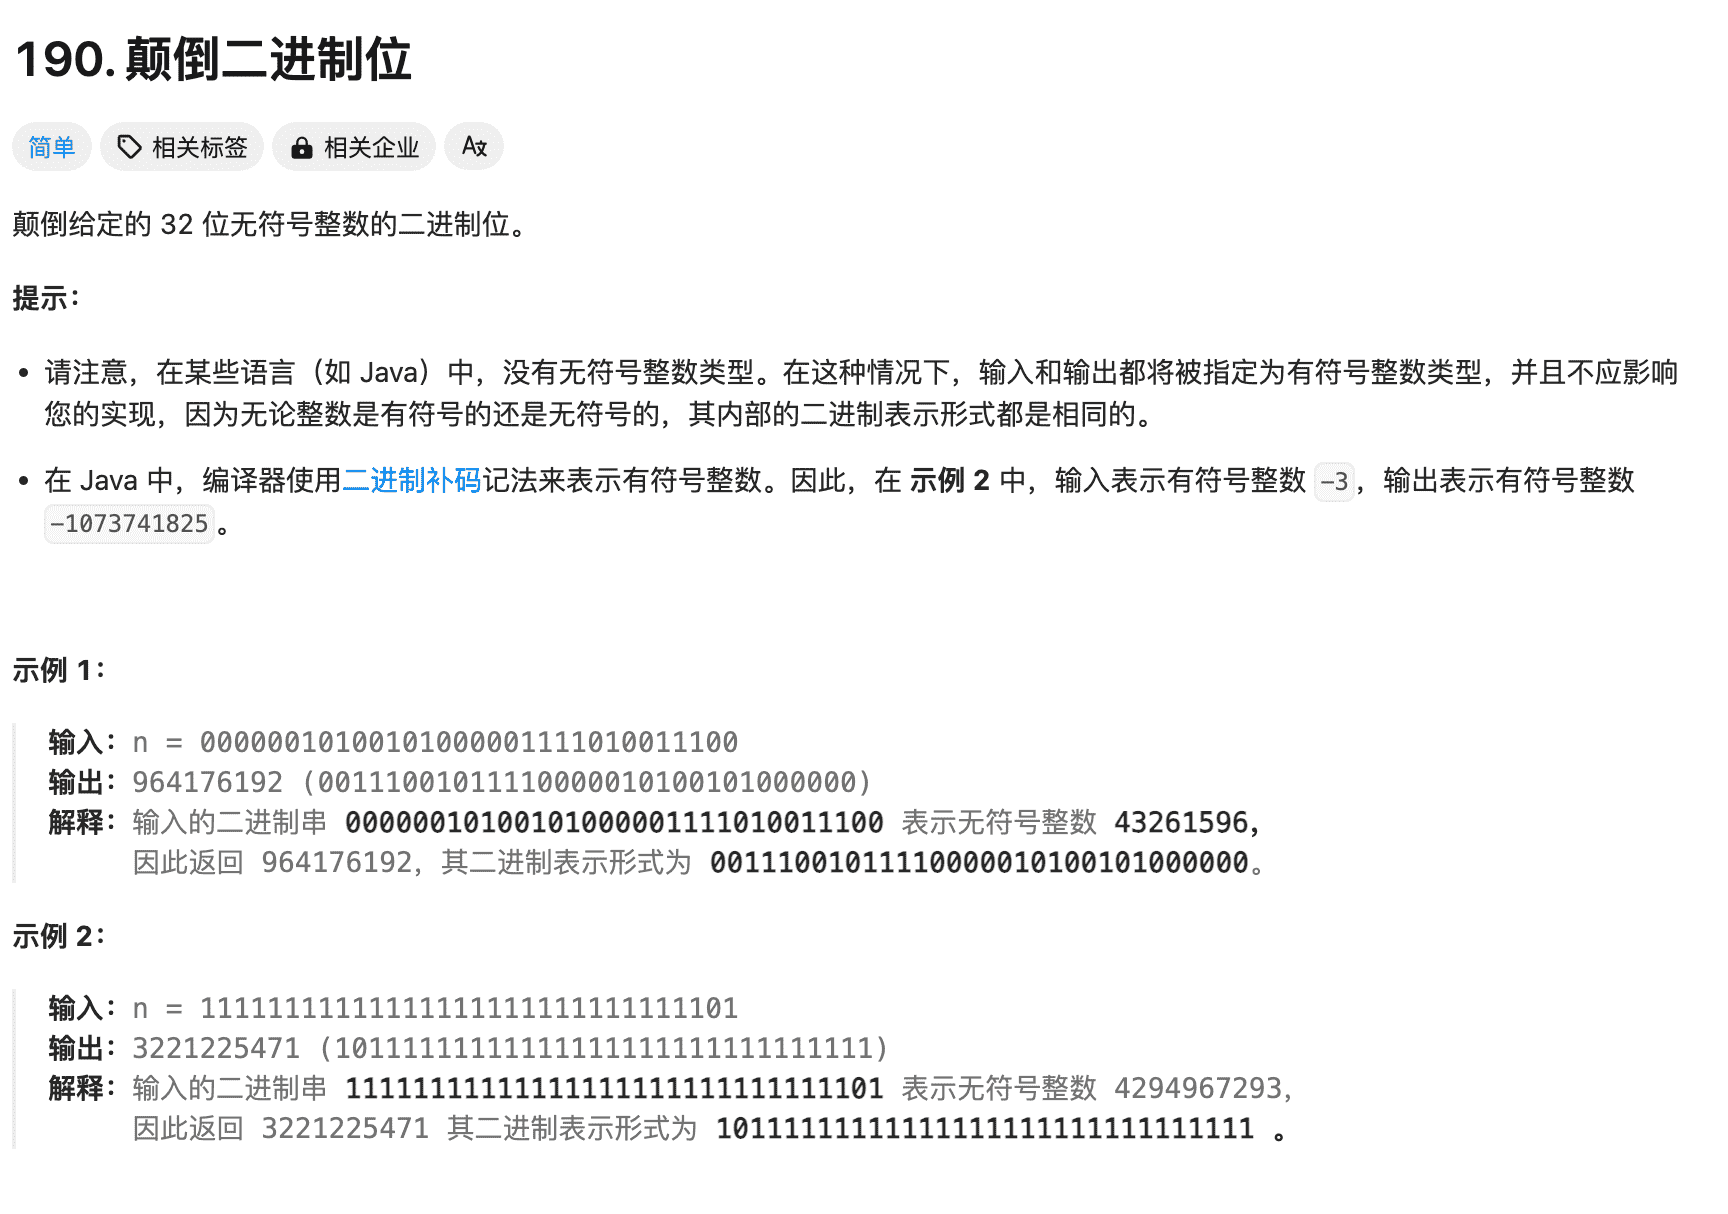 190. 颠倒二进制位
简单 相关标签 相关企业 Ax
颠倒给定的 32 位无符号整数的二进制位。
提示：
• 请注意，在某些语言（如 Java）中，没有无符号整数类型。在这种情况下，输入和输出都将被指定为有符号整数类型，并且不应影响
您的实现，因为无论整数是有符号的还是无符号的，其内部的二进制表示形式都是相同的。
• 在 Java 中，编译器使用二进制补码记法来表示有符号整数。因此，在 示例 2 中，输入表示有符号整数 -3，输出表示有符号整数
-1073741825。
示例 1：
输入：n = 00000010100101000001111010011100
输出：964176192 (00111001011110000010100101000000)
解释：输入的二进制串 00000010100101000001111010011100 表示无符号整数 43261596，
因此返回 964176192，其二进制表示形式为 00111001011110000010100101000000。
示例 2：
输入：n = 11111111111111111111111111111101
输出：3221225471 (10111111111111111111111111111111)
解释：输入的二进制串 11111111111111111111111111111101 表示无符号整数 4294967293，
因此返回 3221225471 其二进制表示形式为 10111111111111111111111111111111 。